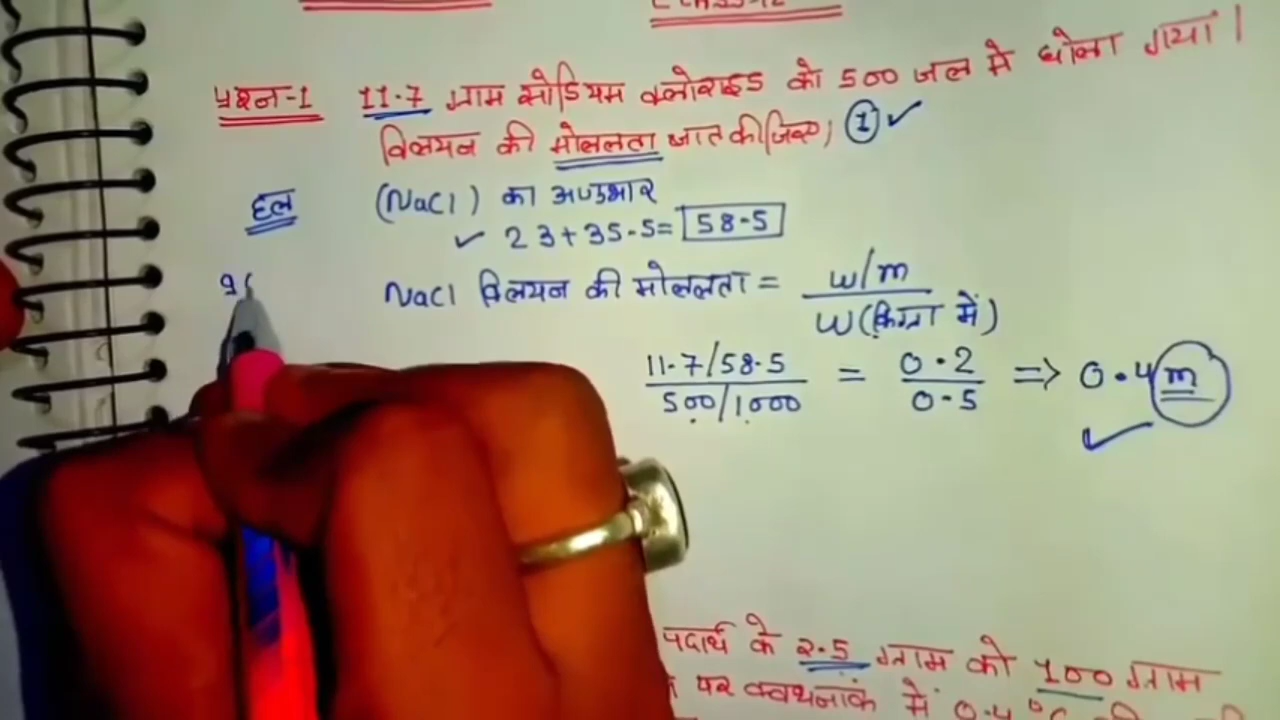 प्रश्न-1 11.7 ग्राम सोडियम क्लोराइड को 500 जल मे घोला गया।
विलयन की मोललता ज्ञात कीजिए, 1 ✓
हल (NaCl) का अणुभार
✓ 23+35.5= 58.5
NaCl विलयन की मोललता = w/m
W(किग्रा में)
11.7/58.5 = 0.2 ⇒ 0.4 m
500/1000 0.5
पदार्थ के 2.5 ग्राम को 100 ग्राम
पर क्वथनांक में 0.4°C